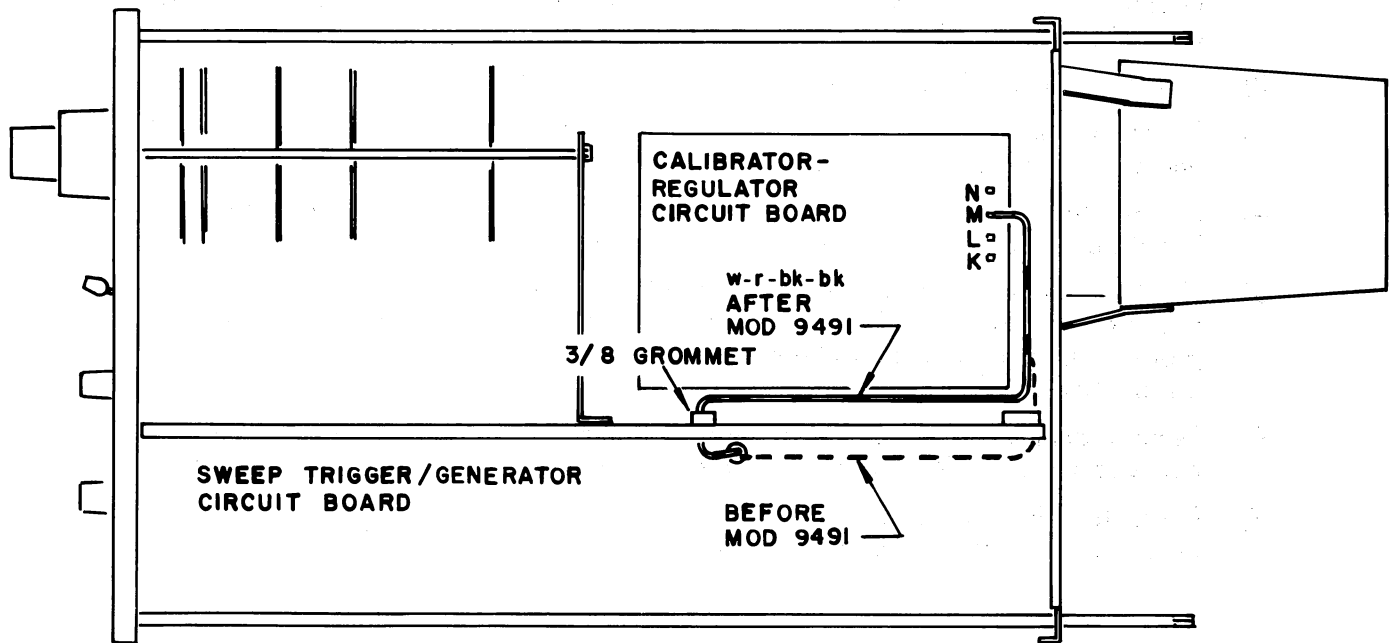 CALIBRATOR-
REGULATOR
CIRCUIT BOARD
N
M
L
K
w-r-bk-bk
AFTER
MOD 9491
3/8 GROMMET
SWEEP TRIGGER/GENERATOR
CIRCUIT BOARD
BEFORE
MOD 9491